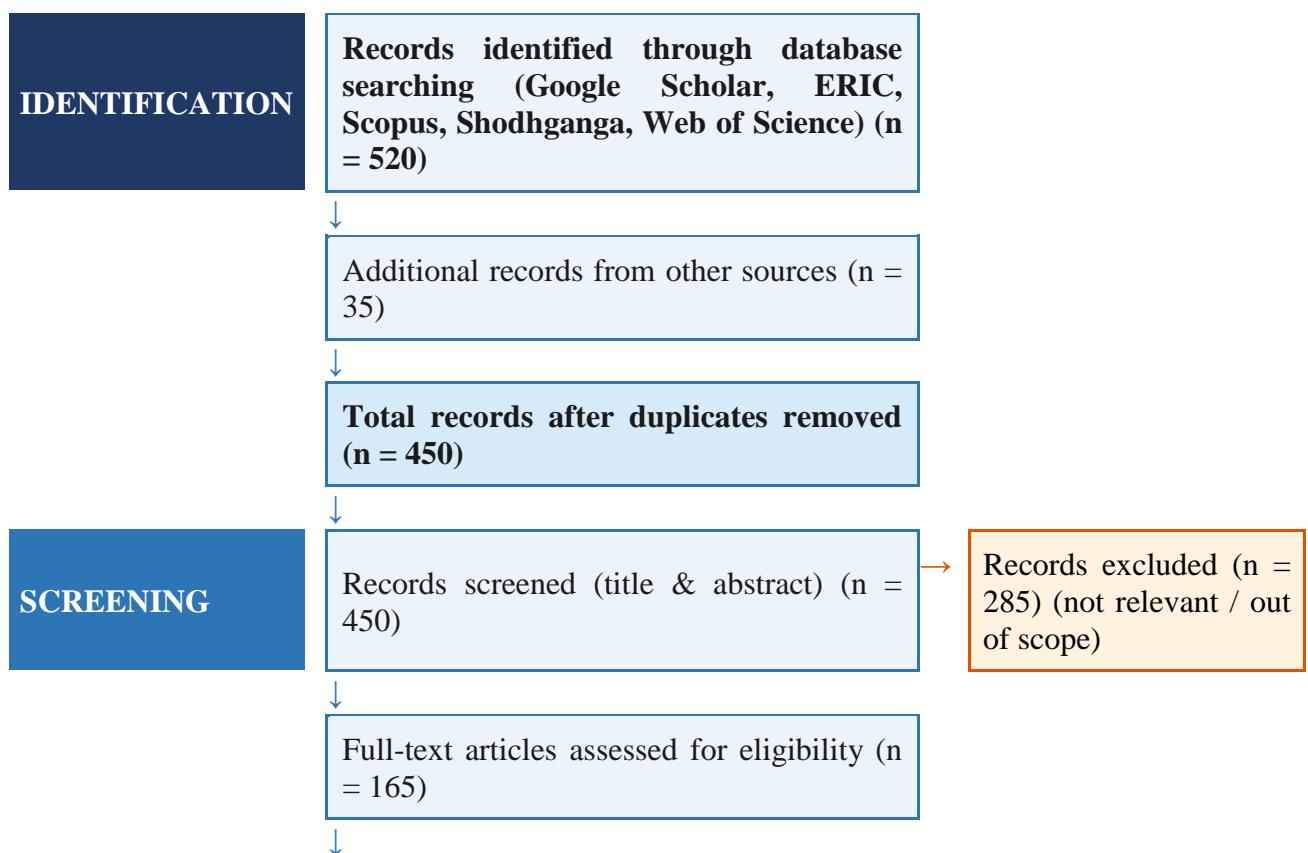 IDENTIFICATION
Records identified through database
searching (Google Scholar, ERIC,
Scopus, Shodhganga, Web of Science) (n
= 520)
↓
Additional records from other sources (n =
35)
↓
Total records after duplicates removed
(n = 450)
↓
SCREENING
Records screened (title & abstract) (n =
450)
→
Records excluded (n =
285) (not relevant / out
of scope)
↓
Full-text articles assessed for eligibility (n
= 165)
↓